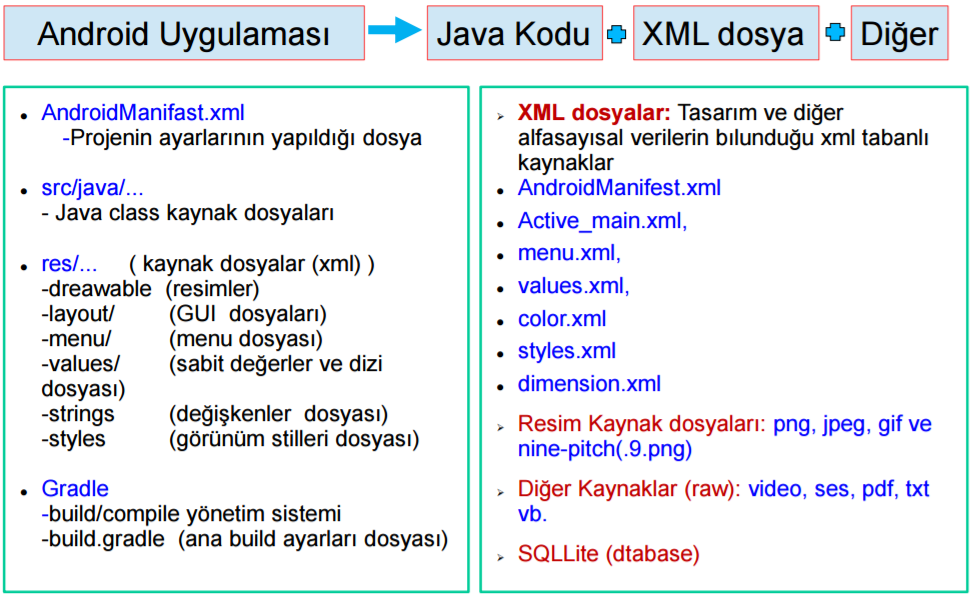 Android Uygulaması
Java Kodu
XML dosya
Diğer
AndroidManifast.xml
-Projenin ayarlarının yapıldığı dosya
src/java/...
- Java class kaynak dosyaları
res/... ( kaynak dosyalar (xml) )
-dreawable (resimler)
-layout/ (GUI dosyaları)
-menu/ (menu dosyası)
-values/ (sabit değerler ve dizi
dosyası)
-strings (değişkenler dosyası)
-styles (görünüm stilleri dosyası)
Gradle
-build/compile yönetim sistemi
-build.gradle (ana build ayarları dosyası)
XML dosyalar: Tasarım ve diğer
alfasayısal verilerin bılunduğu xml tabanlı
kaynaklar
AndroidManifest.xml
Active_main.xml,
menu.xml,
values.xml,
color.xml
styles.xml
dimension.xml
Resim Kaynak dosyaları: png, jpeg, gif ve
nine-pitch(.9.png)
Diğer Kaynaklar (raw): video, ses, pdf, txt
vb.
SQLLite (dtabase)